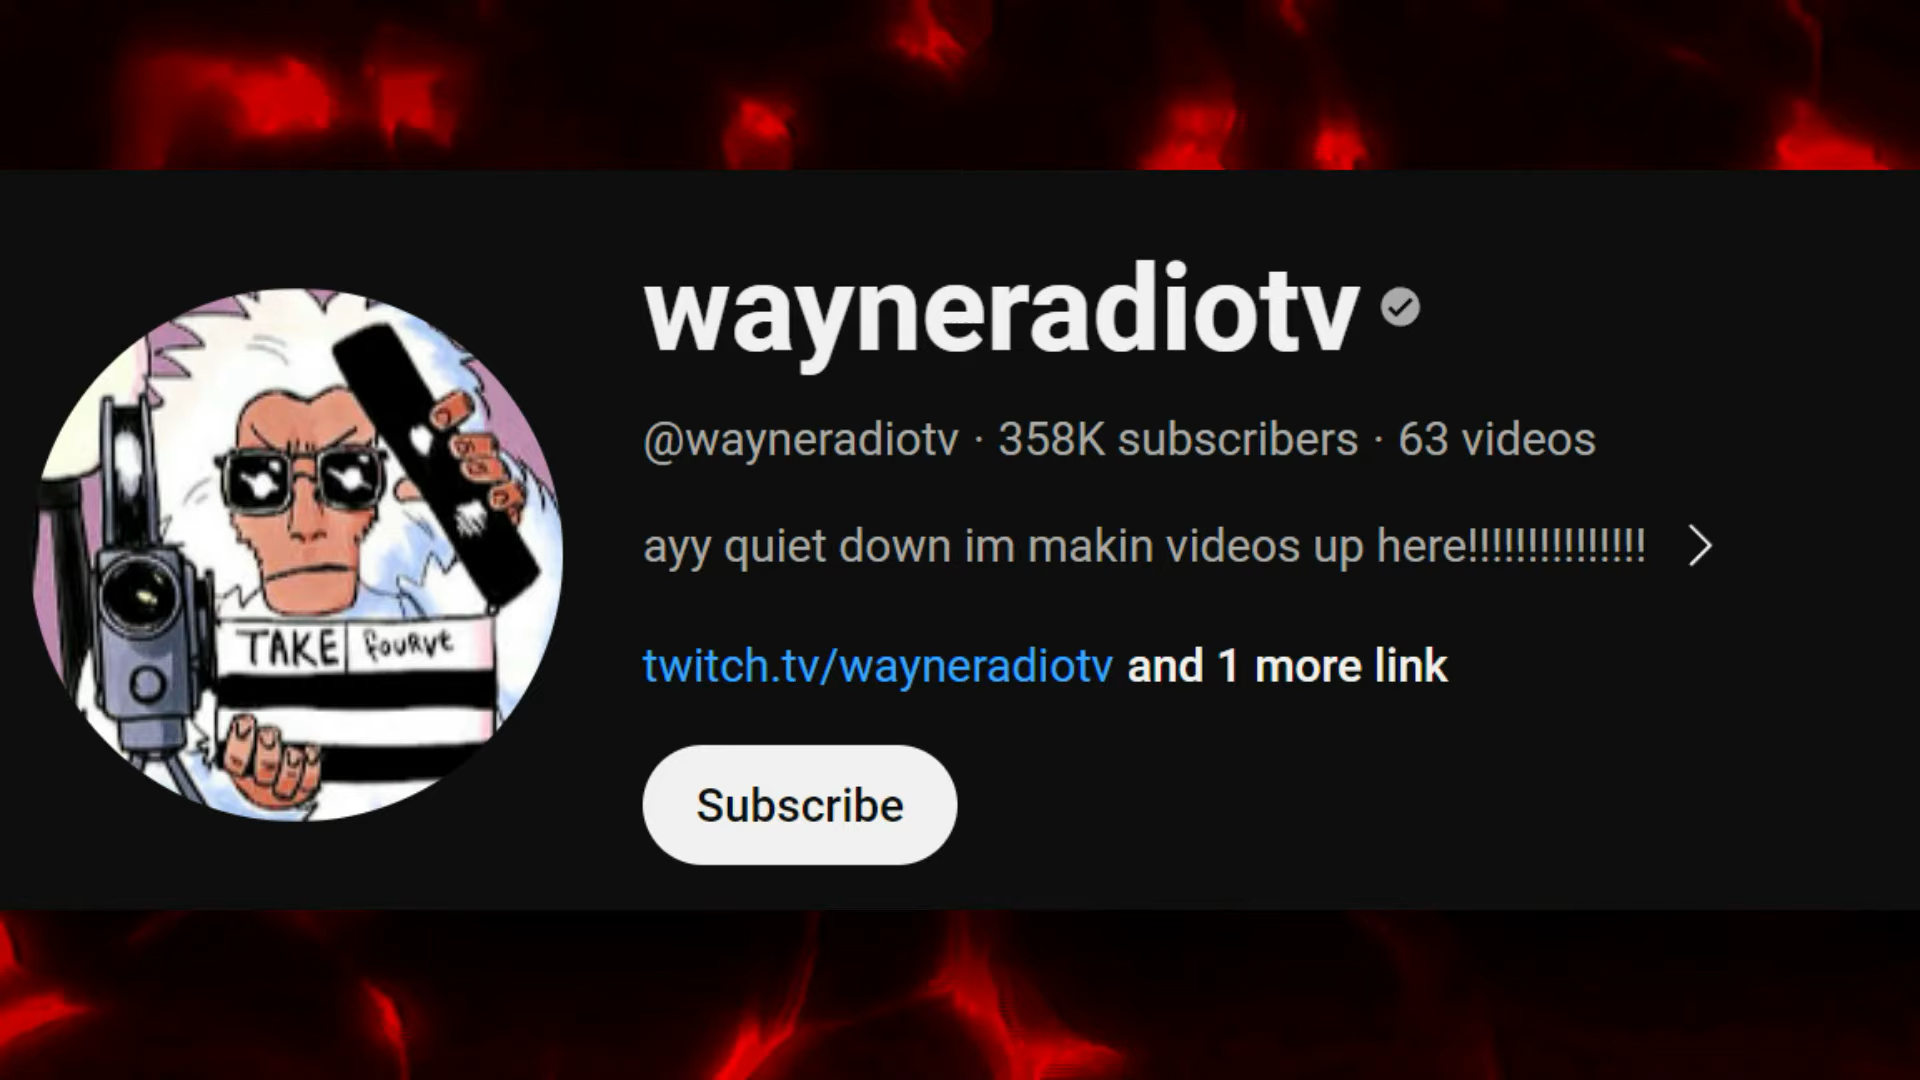 wayneradiotv
@wayneradiotv · 358K subscribers · 63 videos
ayy quiet down im makin videos up here!!!!!!!!!!!!!!!
twitch.tv/wayneradiotv and 1 more link
Subscribe
TAKE fouRvt